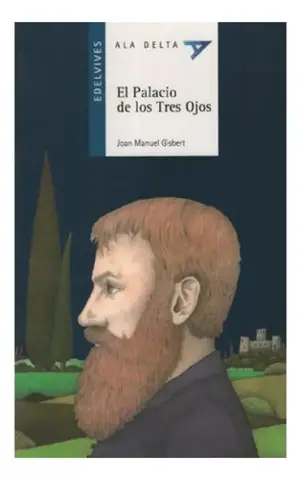 EDELVIVES
ALA DELTA
El Palacio
de los Tres Ojos
Joan Manuel Gisbert